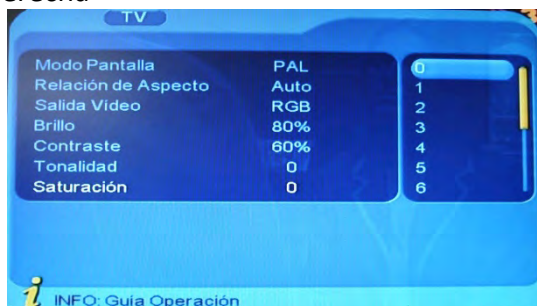 TV
Modo Pantalla PAL
Relación de Aspecto Auto
Salida Video RGB
Brillo 80%
Contraste 60%
Tonalidad 0
Saturación 0
0
1
2
3
4
5
6
i INFO: Guía Operación